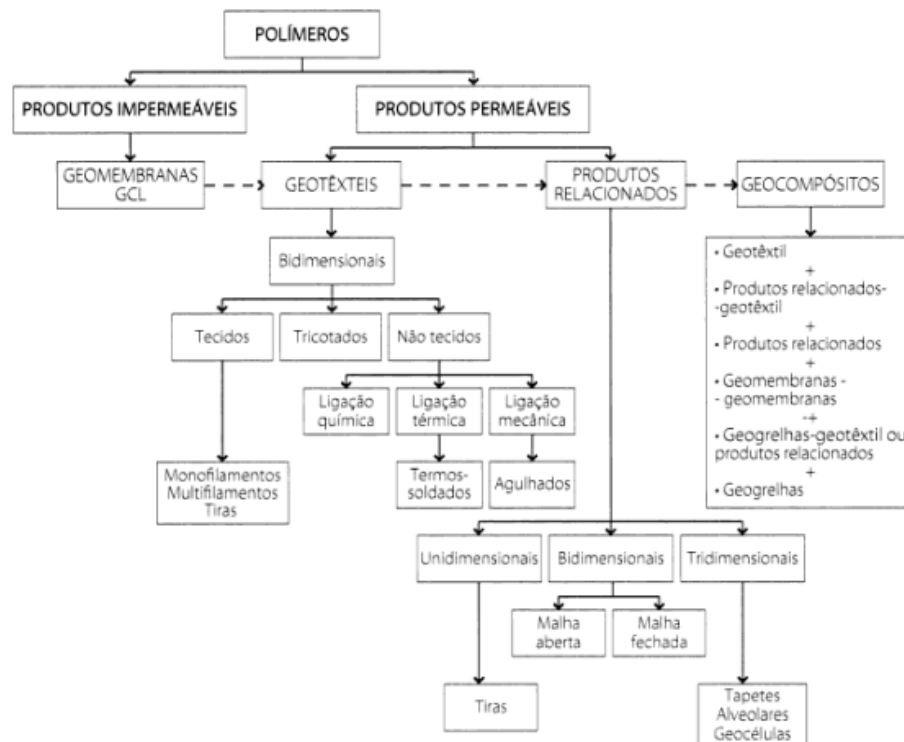 POLÍMEROS
PRODUTOS IMPERMEÁVEIS
PRODUTOS PERMEÁVEIS
GEOMEMBRANAS
GCL
GEOTÊXTEIS
PRODUTOS
RELACIONADOS
GEOCOMPÓSITOS
Bidimensionais
Tecidos
Tricotados
Não tecidos
Ligação
química
Ligação
térmica
Ligação
mecânica
Monofilamentos
Multifilamentos
Tiras
Termos-
soldados
Agulhados
• Geotêxtil
+
• Produtos relacionados-
-geotêxtil
+
• Produtos relacionados
+
• Geomembranas -
- geomembranas
-+
• Geogrelhas-geotêxtil ou
produtos relacionados
+
• Geogrelhas
Unidimensionais
Bidimensionais
Tridimensionais
Malha
aberta
Malha
fechada
Tiras
Tapetes
Alveolares
Geocélulas